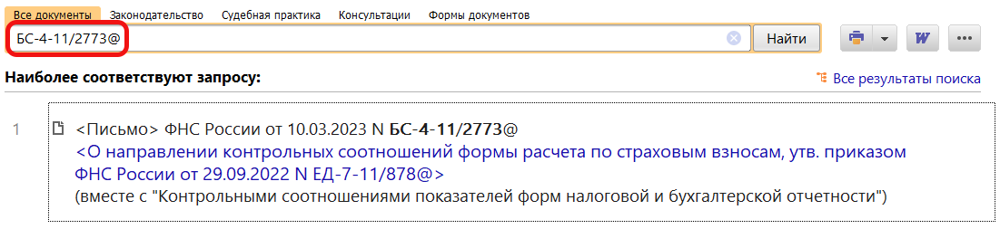 Все документы Законодательство Судебная практика Консультации Формы документов
БС-4-11/2773@ Найти W
Наиболее соответствуют запросу: Все результаты поиска
1 <Письмо> ФНС России от 10.03.2023 N БС-4-11/2773@
<О направлении контрольных соотношений формы расчета по страховым взносам, утв. приказом
ФНС России от 29.09.2022 N ЕД-7-11/878@>
(вместе с "Контрольными соотношениями показателей форм налоговой и бухгалтерской отчетности")